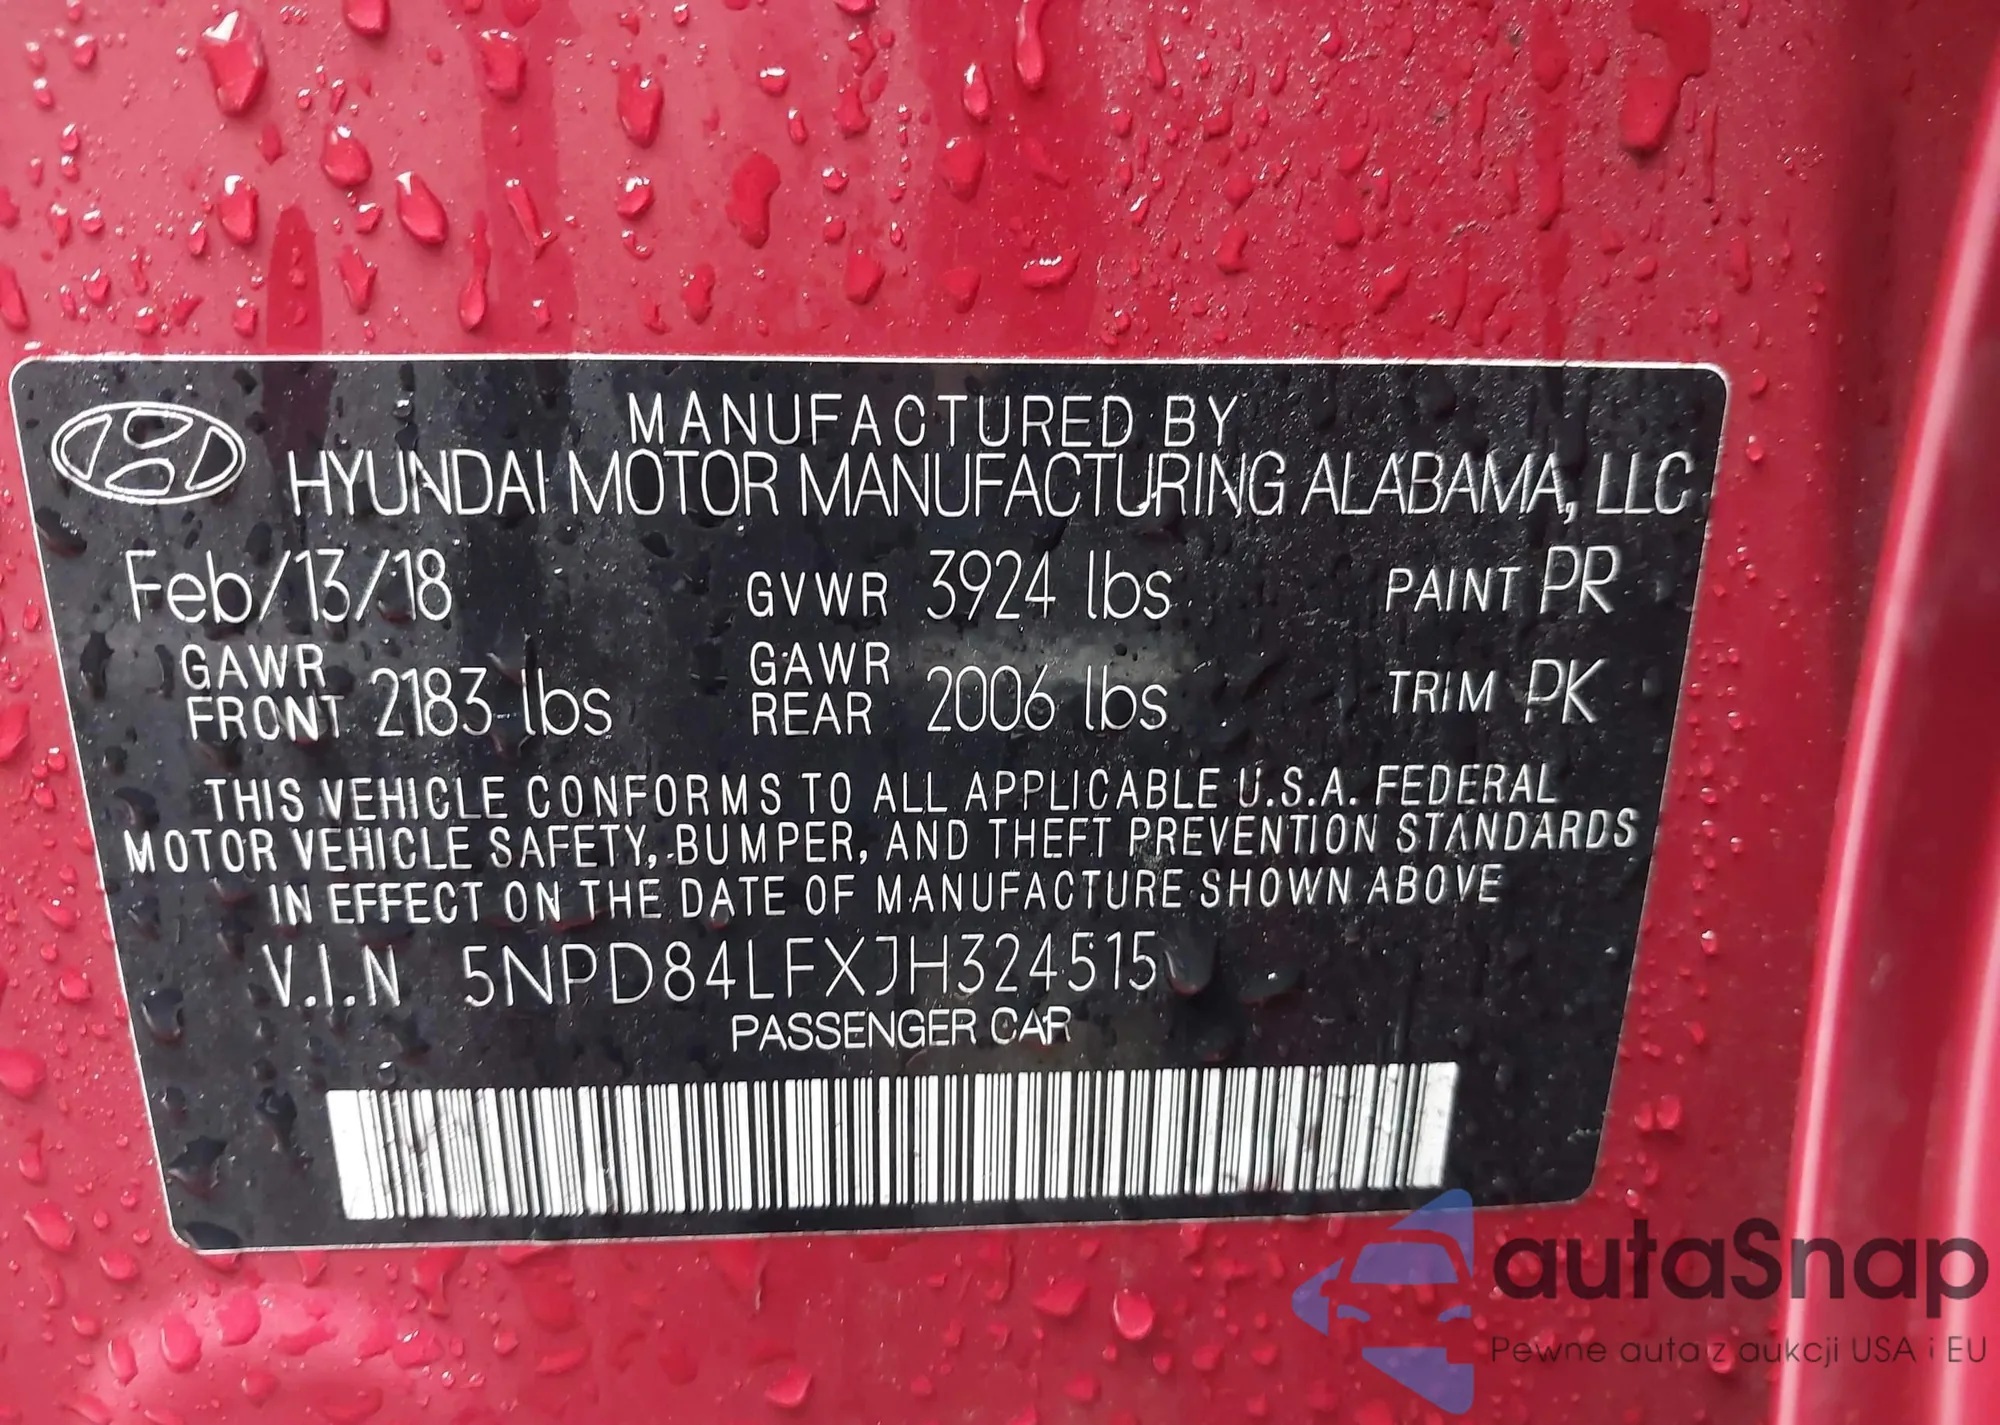 MANUFACTURED BY
HYUNDAI MOTOR MANUFACTURING ALABAMA, LLC
Feb/13/18 GVWR 3924 lbs PAINT PR
GAWR FRONT 2183 lbs GAWR REAR 2006 lbs TRIM PK
THIS VEHICLE CONFORMS TO ALL APPLICABLE U.S.A. FEDERAL
MOTOR VEHICLE SAFETY, BUMPER, AND THEFT PREVENTION STANDARDS
IN EFFECT ON THE DATE OF MANUFACTURE SHOWN ABOVE
V.I.N 5NPD84LFXJH324515
PASSENGER CAR
autaSnap
Pewne auta z aukcji USA i EU